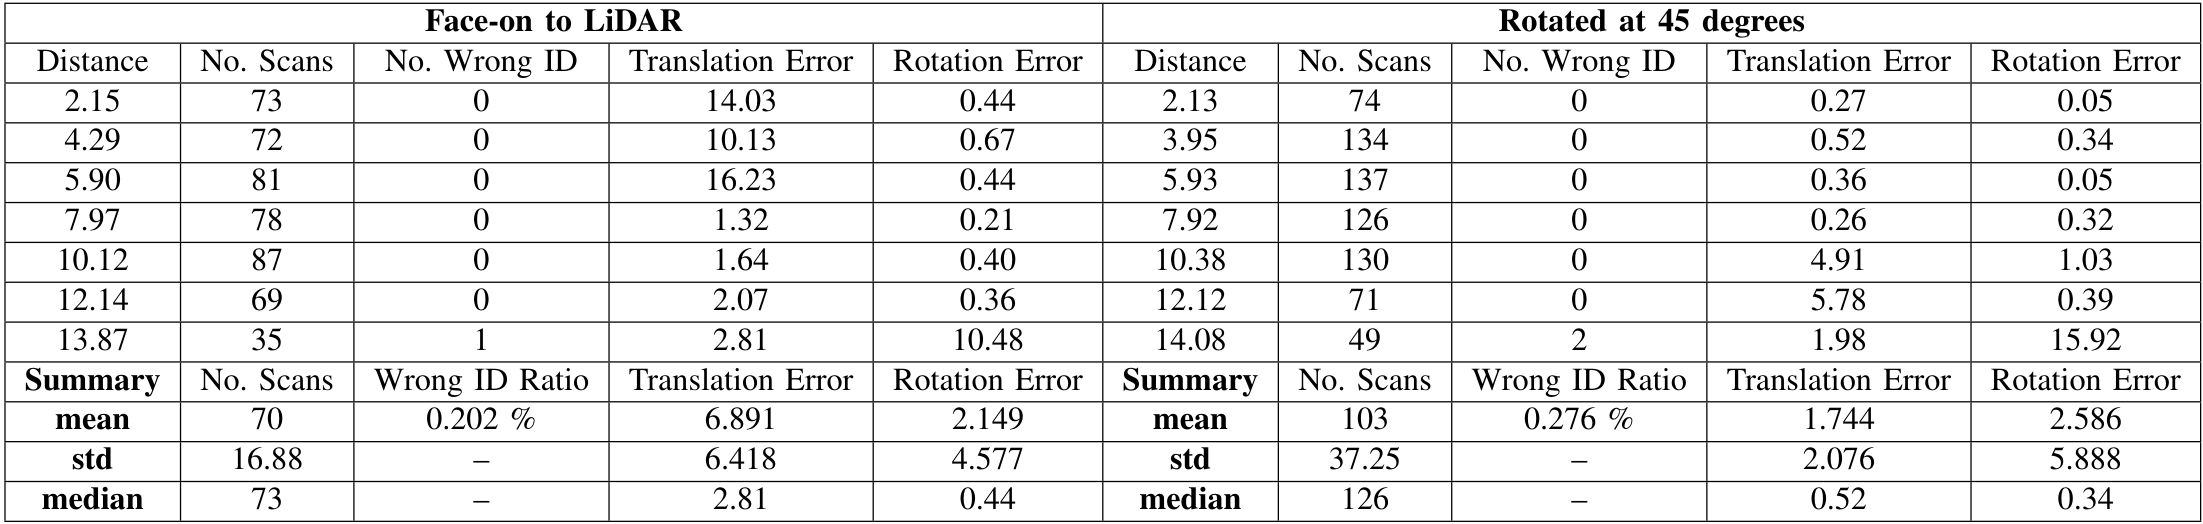 Face-on to LiDAR Rotated at 45 degrees
Distance No. Scans No. Wrong ID Translation Error Rotation Error Distance No. Scans No. Wrong ID Translation Error Rotation Error
2.15 73 0 14.03 0.44 2.13 74 0 0.27 0.05
4.29 72 0 10.13 0.67 3.95 134 0 0.52 0.34
5.90 81 0 16.23 0.44 5.93 137 0 0.36 0.05
7.97 78 0 1.32 0.21 7.92 126 0 0.26 0.32
10.12 87 0 1.64 0.40 10.38 130 0 4.91 1.03
12.14 69 0 2.07 0.36 12.12 71 0 5.78 0.39
13.87 35 1 2.81 10.48 14.08 49 2 1.98 15.92
Summary No. Scans Wrong ID Ratio Translation Error Rotation Error Summary No. Scans Wrong ID Ratio Translation Error Rotation Error
mean 70 0.202 % 6.891 2.149 mean 103 0.276 % 1.744 2.586
std 16.88 – 6.418 4.577 std 37.25 – 2.076 5.888
median 73 – 2.81 0.44 median 126 – 0.52 0.34